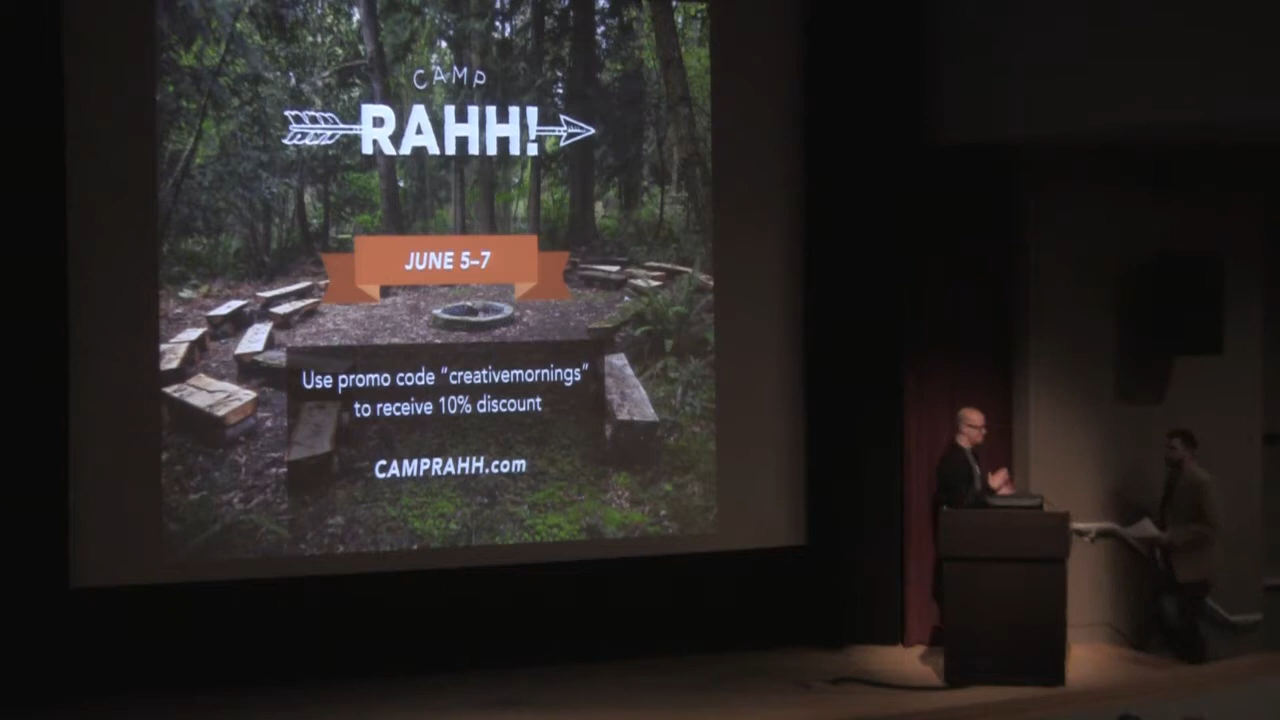 CAMP
RAHH!
JUNE 5–7
Use promo code “creativemornings”
to receive 10% discount
CAMPRAHH.com